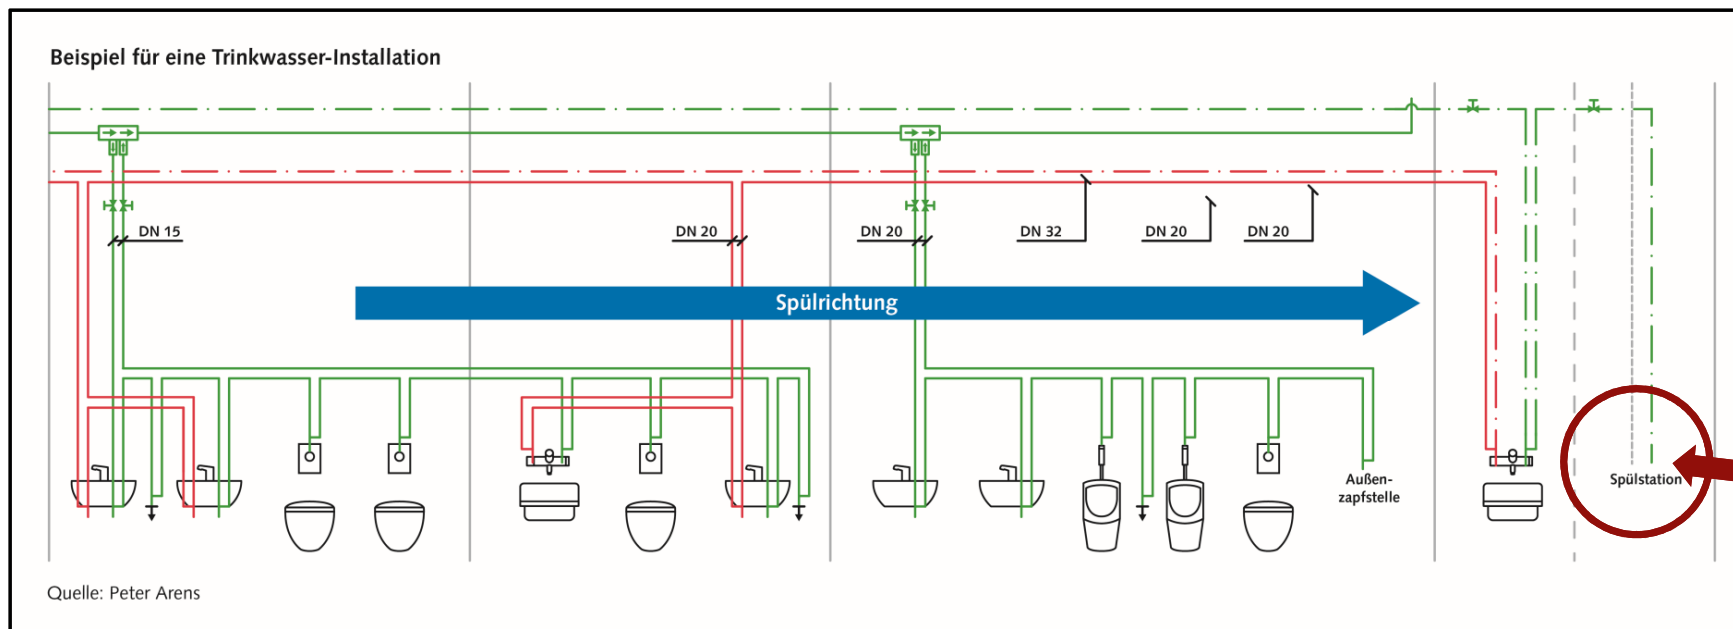 Beispiel für eine Trinkwasser-Installation
DN 15
DN 20
DN 20
DN 32
DN 20
DN 20
Spülrichtung
Außen-
zapfstelle
Spülstation
Quelle: Peter Arens